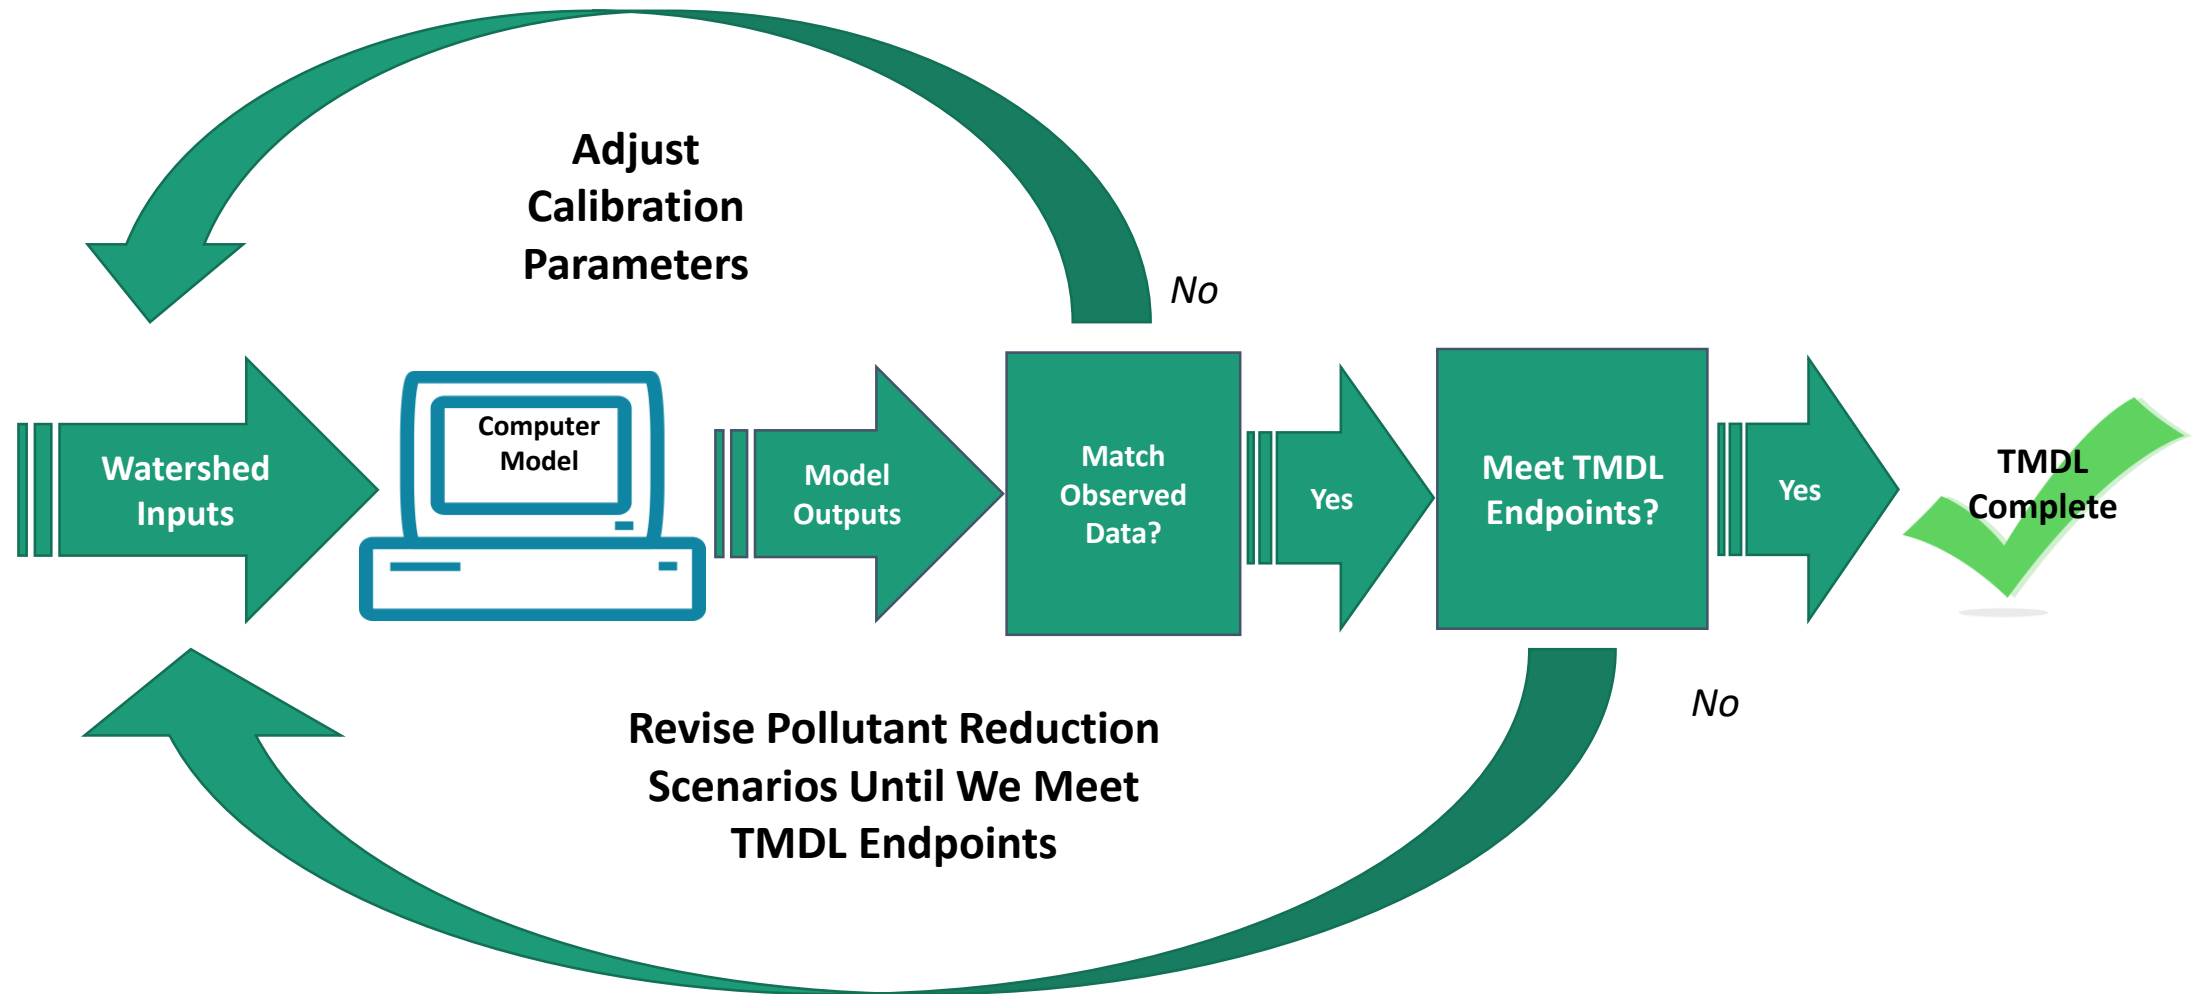 Adjust
Calibration
Parameters
No
Watershed
Inputs
Computer
Model
Model
Outputs
Match
Observed
Data?
Yes
Meet TMDL
Endpoints?
Yes
TMDL
Complete
No
Revise Pollutant Reduction
Scenarios Until We Meet
TMDL Endpoints